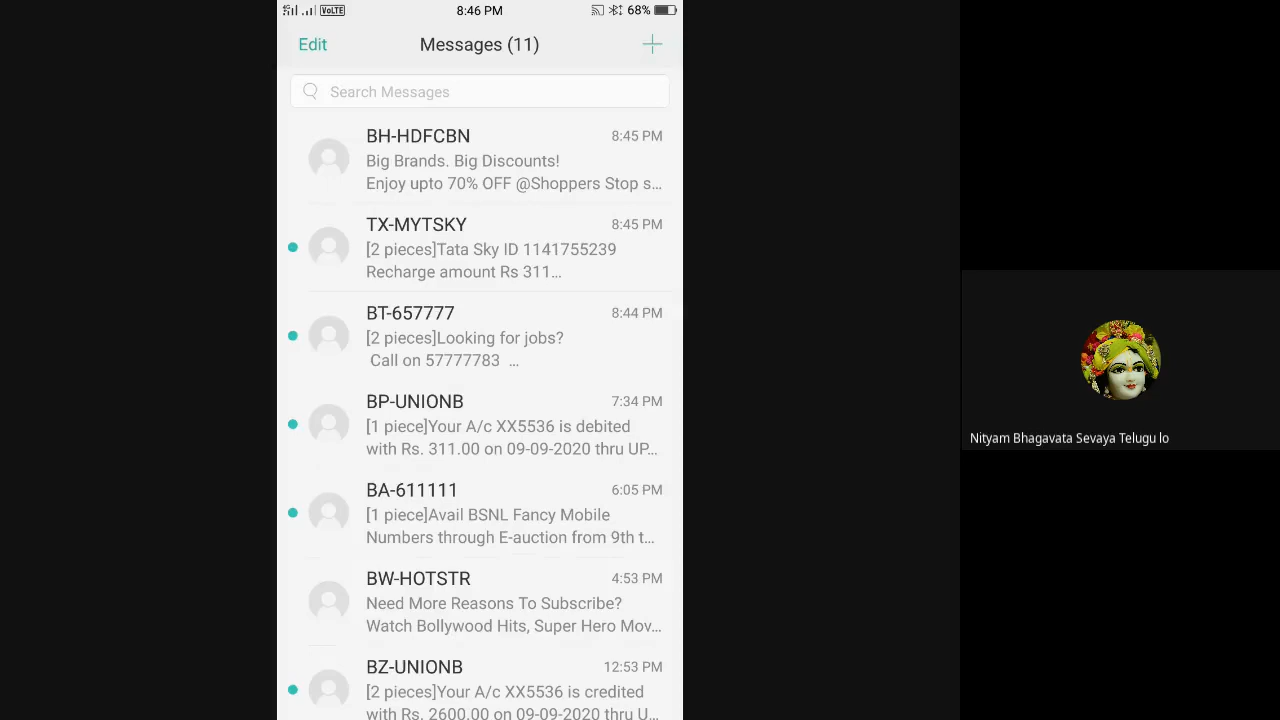 VoLTE 8:46 PM 68%
Edit Messages (11)
Search Messages
BH-HDFCBN 8:45 PM
Big Brands. Big Discounts!
Enjoy upto 70% OFF @Shoppers Stop s...
TX-MYTSKY 8:45 PM
[2 pieces]Tata Sky ID 1141755239
Recharge amount Rs 311...
BT-657777 8:44 PM
[2 pieces]Looking for jobs?
Call on 57777783 ...
BP-UNIONB 7:34 PM
[1 piece]Your A/c XX5536 is debited
with Rs. 311.00 on 09-09-2020 thru UP...
BA-611111 6:05 PM
[1 piece]Avail BSNL Fancy Mobile
Numbers through E-auction from 9th t...
BW-HOTSTR 4:53 PM
Need More Reasons To Subscribe?
Watch Bollywood Hits, Super Hero Mov...
BZ-UNIONB 12:53 PM
[2 pieces]Your A/c XX5536 is credited
with Rs. 2600.00 on 09-09-2020 thru U...
Nityam Bhagavata Sevaya Telugu lo